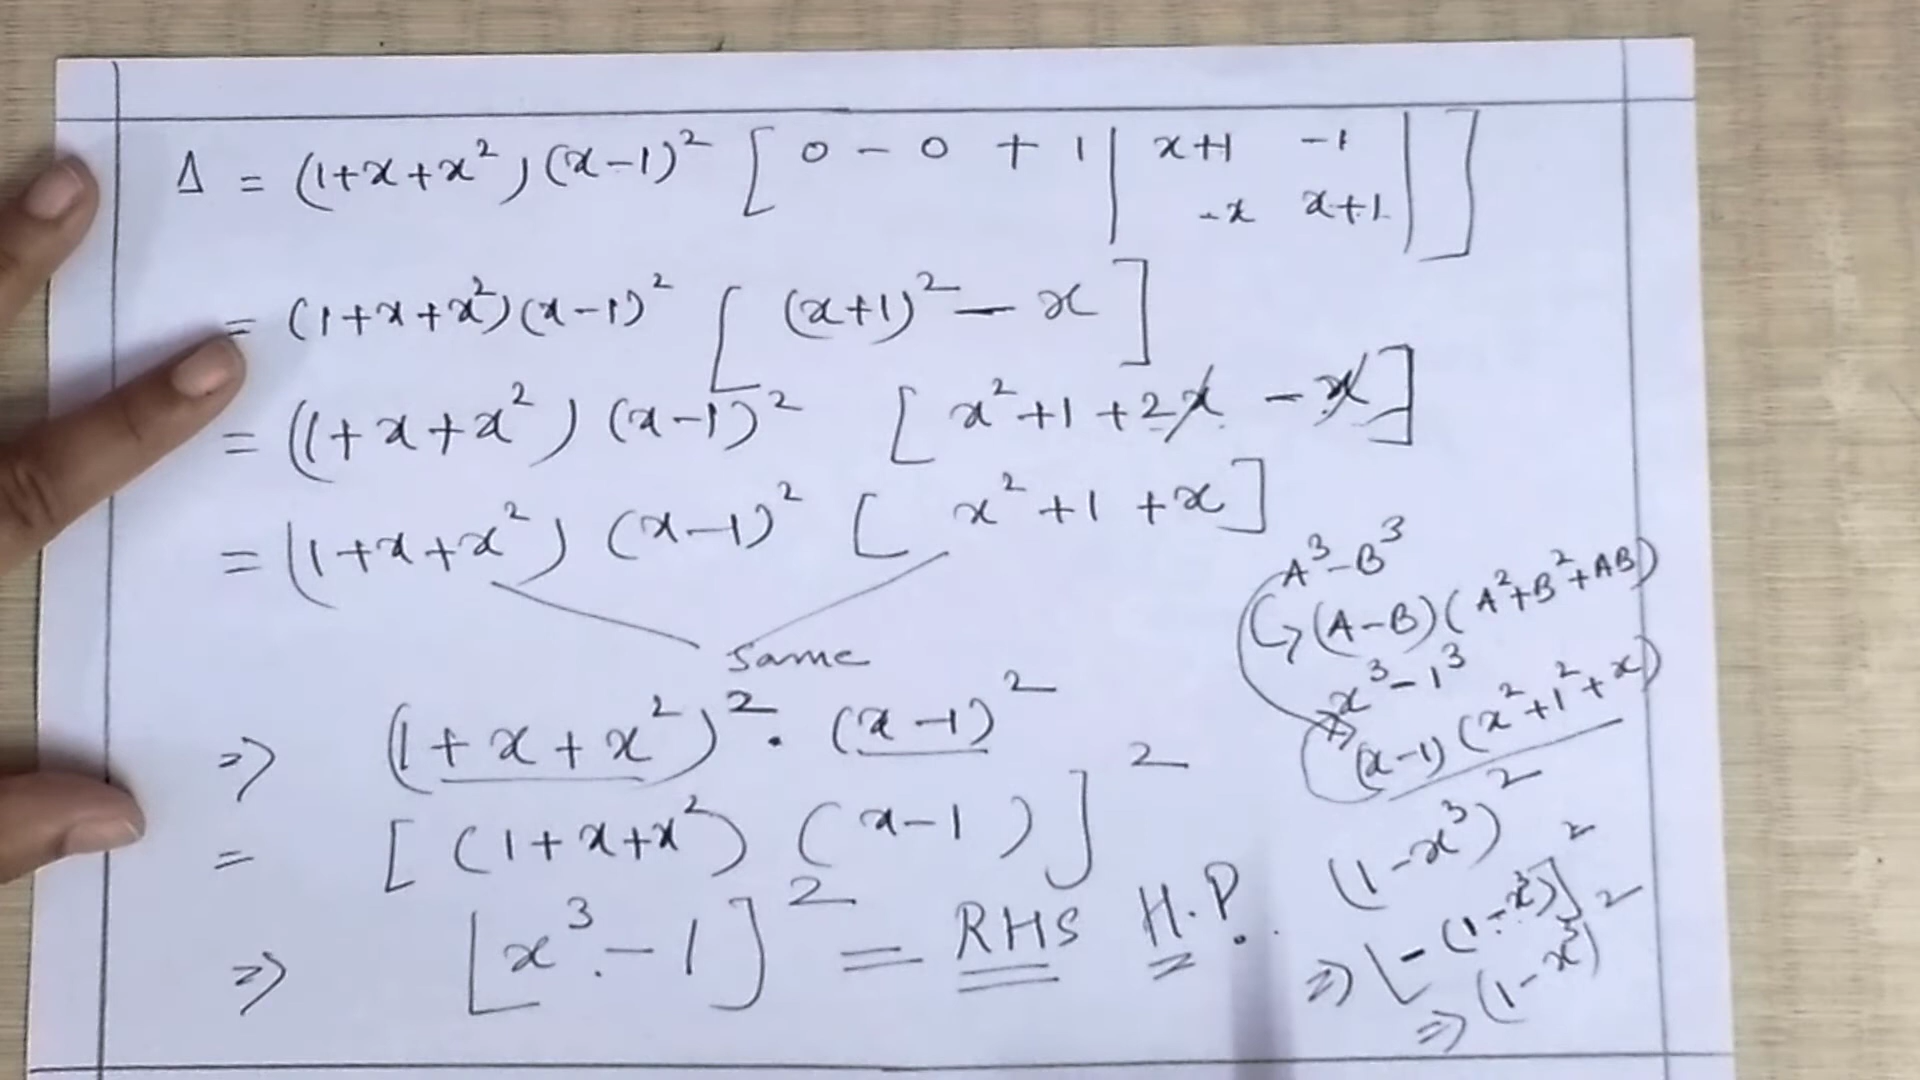 Δ = (1+x+x²)(x-1)² [ 0 - 0 + 1 | x+1 -1
-x x+1 | ]
= (1+x+x²)(x-1)² [ (x+1)² - x ]
= (1+x+x²) (x-1)² [ x²+1+2x - x ]
= (1+x+x²) (x-1)² [ x²+1+x ]
same
⇒ (1+x+x²)² . (x-1)²
= [ (1+x+x²) (x-1) ]²
⇒ [ x³ - 1 ]² = RHS H.P.
A³-B³
↪ (A-B)(A²+B²+AB)
x³-1³
(x-1)(x²+1²+x)
(1-x³)²
⇒ [-(1-x³)]²
⇒ (1-x³)²